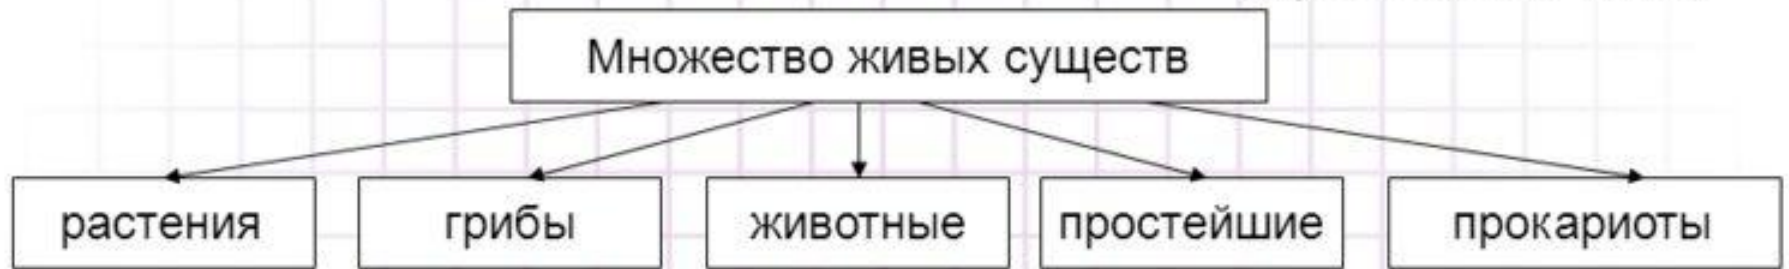 Множество живых существ
растения
грибы
животные
простейшие
прокариоты